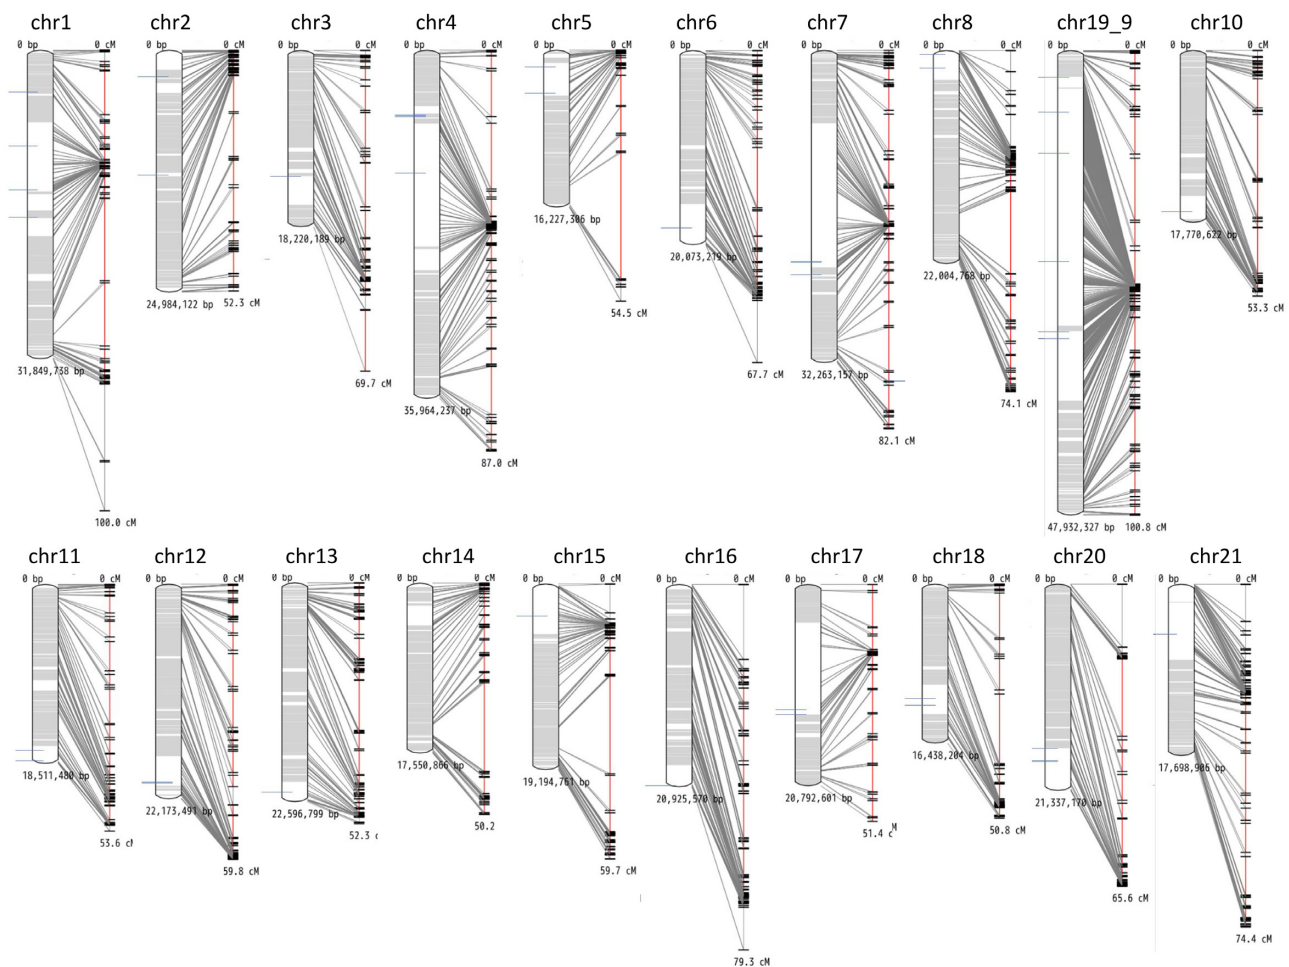 chr1 chr2 chr3 chr4 chr5 chr6 chr7 chr8 chr19_9 chr10
0 bp 0 cM 0 bp 0 cM 0 bp 0 cM 0 bp 0 cM 0 bp 0 cM 0 bp 0 cM 0 bp 0 cM 0 bp 0 cM 0 bp 0 cM 0 bp 0 cM
16,227,306 bp
17,770,622 bp
18,220,189 bp
20,073,219 bp
22,004,768 bp
24,984,122 bp 52.3 cM
53.3 cM
54.5 cM
31,849,738 bp
67.7 cM
32,263,157 bp
69.7 cM
74.1 cM
35,964,237 bp
82.1 cM
87.0 cM
100.0 cM
47,932,327 bp 100.8 cM
chr11 chr12 chr13 chr14 chr15 chr16 chr17 chr18 chr20 chr21
0 bp 0 cM 0 bp 0 cM 0 bp 0 cM 0 bp 0 cM 0 bp 0 cM 0 bp 0 cM 0 bp 0 cM 0 bp 0 cM 0 bp 0 cM 0 bp 0 cM
16,438,204 bp
17,550,866 bp
17,698,906 bp
18,511,480 bp
19,194,761 bp
21,337,170 bp
20,925,570 bp
20,792,601 bp
22,173,491 bp
22,596,799 bp
50.2
M
50.8 cM
51.4 c
52.3 c
53.6 c
59.7 cM
59.8 cM
65.6 cM
74.4 cM
79.3 cM